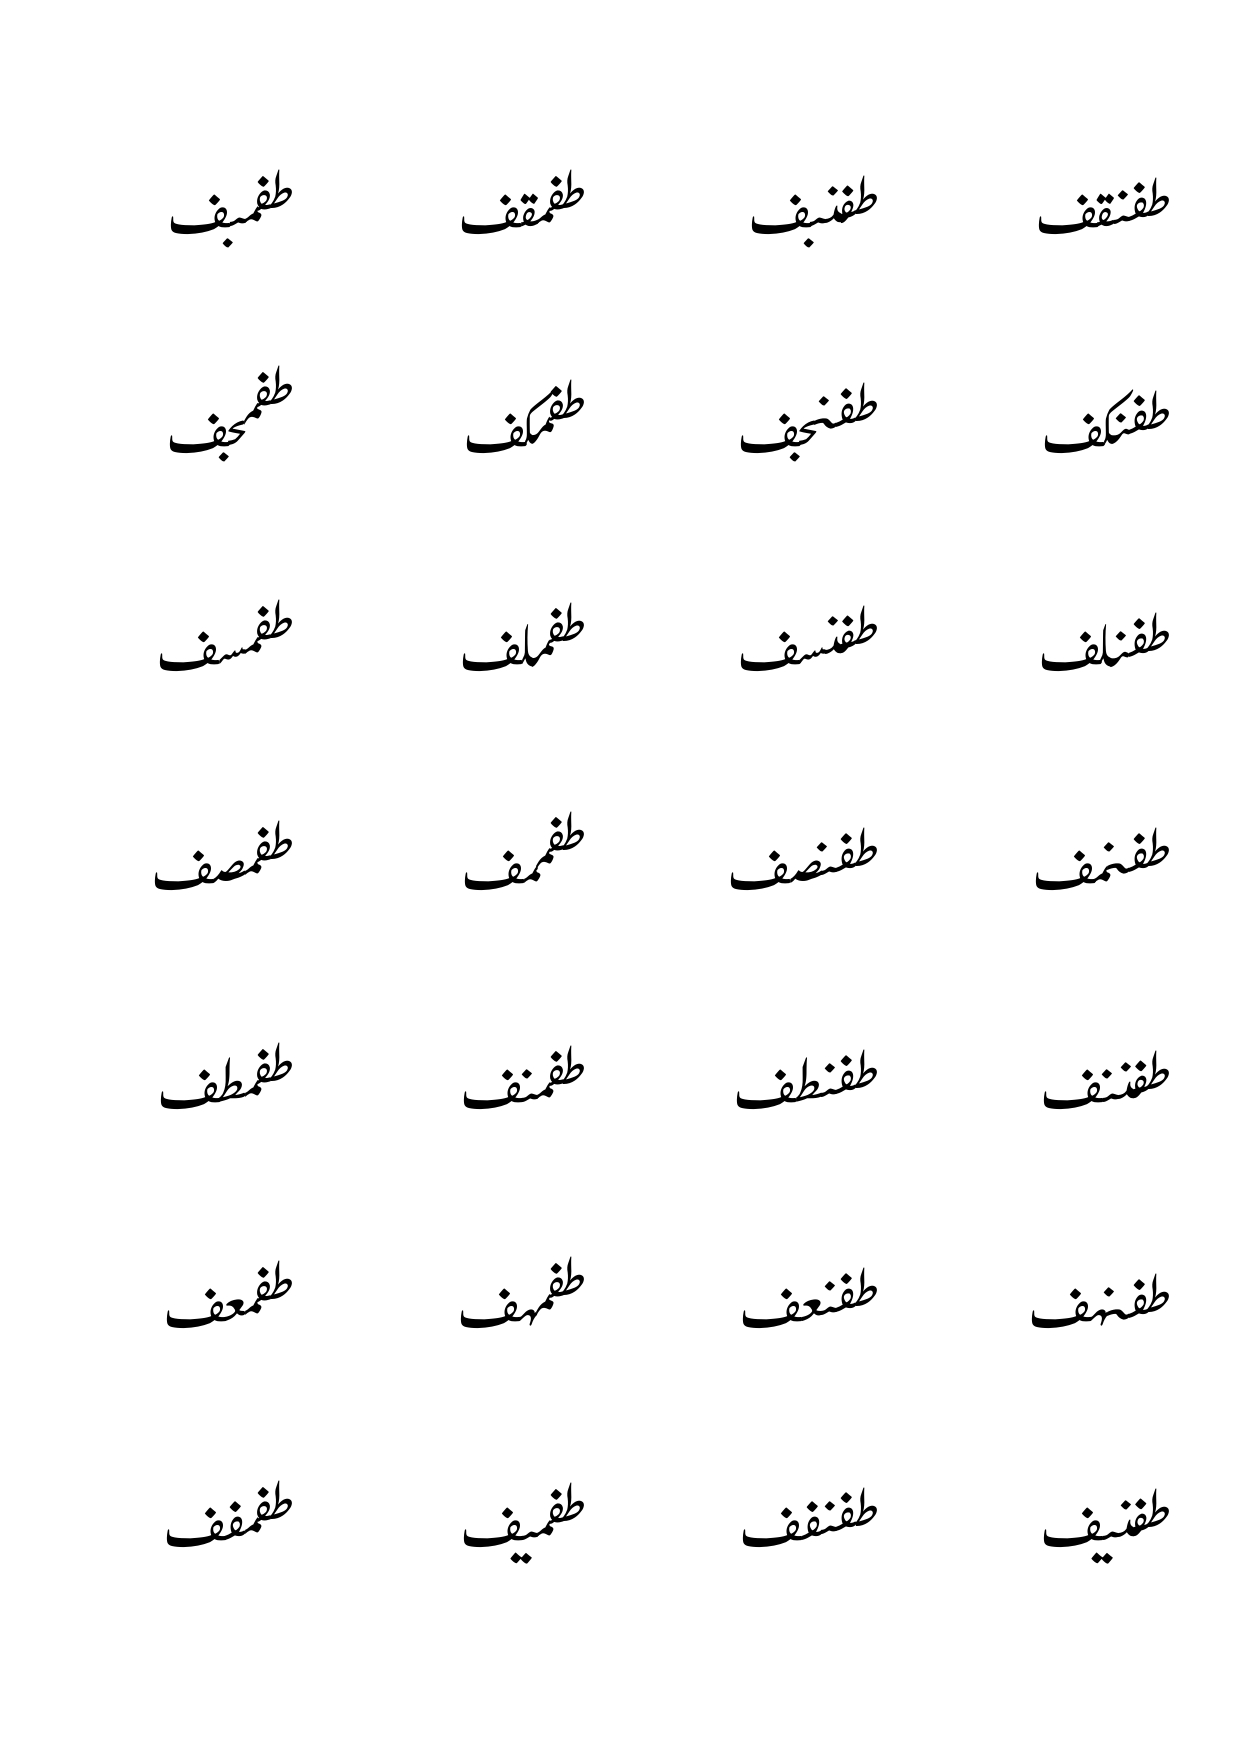 طفنقف طفنبف طفمقف طفمبف
طفنكف طفنجف طفمكف طفمجف
طفنلف طفنسف طفملف طفمسف
طفنمف طفنصف طفممف طفمصف
طفننف طفنطف طفمنف طفمطف
طفنهف طفنعف طفمهف طفمعف
طفنيف طفنفف طفميف طفمفف